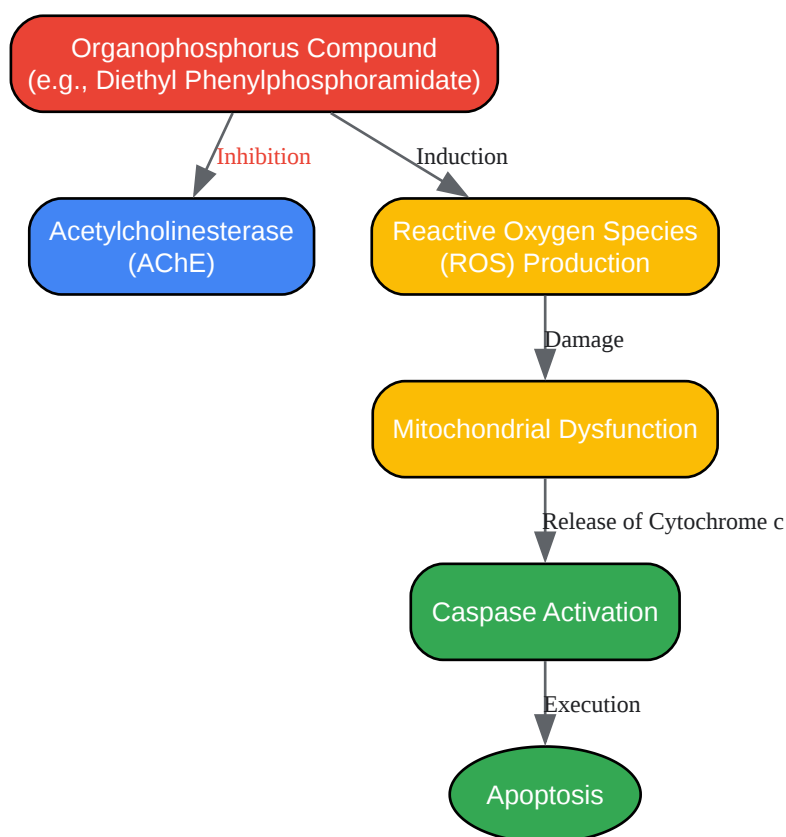 Organophosphorus Compound
(e.g., Diethyl Phenylphosphoramidate)
Inhibition
Induction
Acetylcholinesterase
(AChE)
Reactive Oxygen Species
(ROS) Production
Damage
Mitochondrial Dysfunction
Release of Cytochrome c
Caspase Activation
Execution
Apoptosis